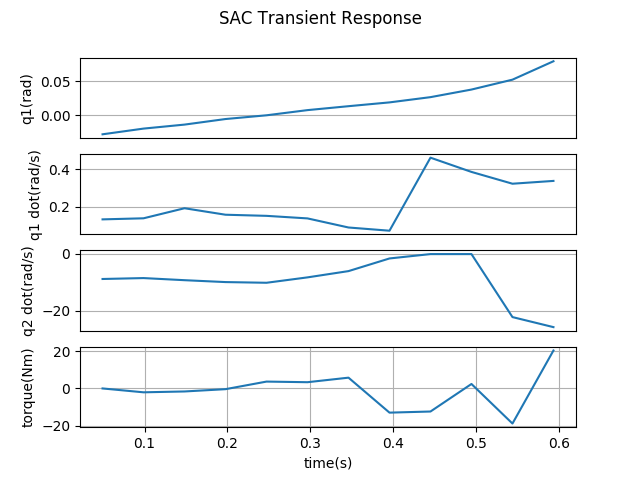 SAC Transient Response
q1(rad)
0.05
0.00
q1 dot(rad/s)
0.4
0.2
q2 dot(rad/s)
0
−20
torque(Nm)
20
0
−20
0.1 0.2 0.3 0.4 0.5 0.6
time(s)